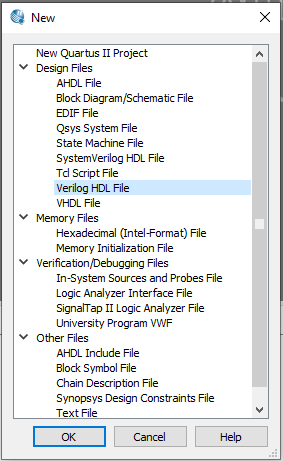 New
New Quartus II Project
Design Files
AHDL File
Block Diagram/Schematic File
EDIF File
Qsys System File
State Machine File
SystemVerilog HDL File
Tcl Script File
Verilog HDL File
VHDL File
Memory Files
Hexadecimal (Intel-Format) File
Memory Initialization File
Verification/Debugging Files
In-System Sources and Probes File
Logic Analyzer Interface File
SignalTap II Logic Analyzer File
University Program VWF
Other Files
AHDL Include File
Block Symbol File
Chain Description File
Synopsys Design Constraints File
Text File
OK Cancel Help